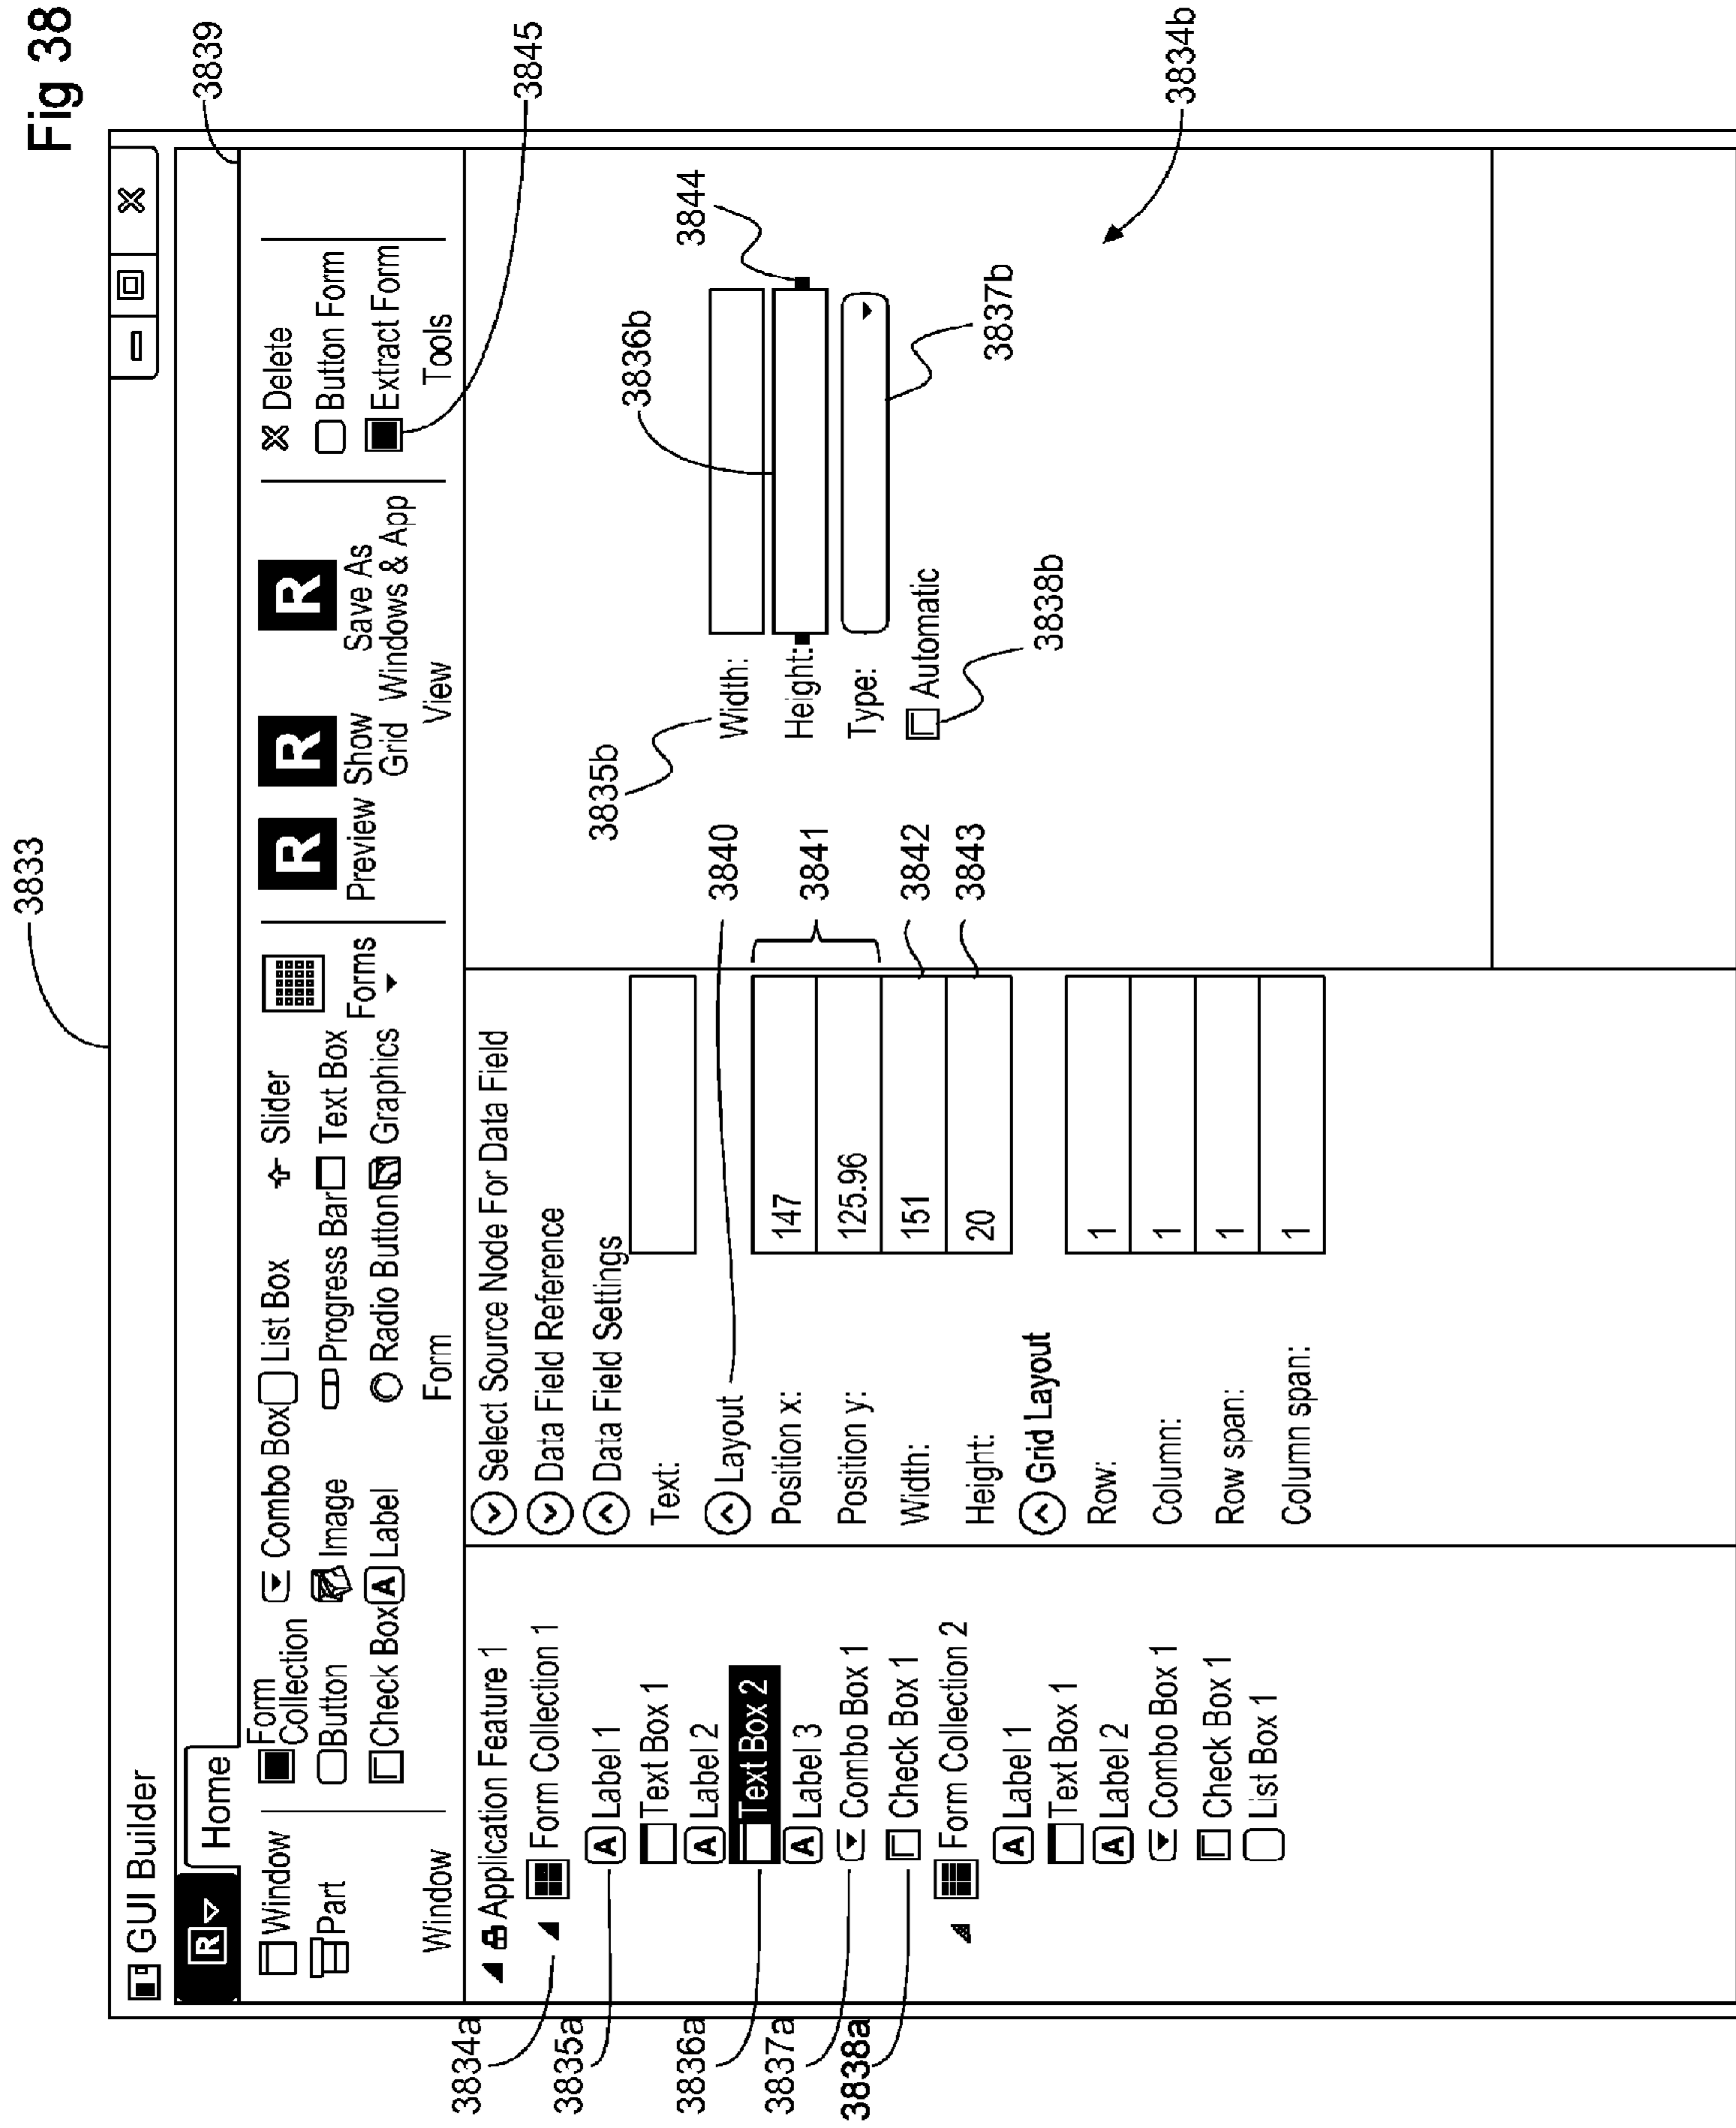 Fig 38
3833
GUI Builder
R
Home
3839
Window
Part
Window
Form
Collection
Button
Check Box
Combo Box
Image
A Label
List Box
Progress Bar
Radio Button
Slider
Text Box
Graphics
Forms
Form
R
Preview
R
Show
Grid
R
Save As
Windows & App
View
Delete
Button Form
Extract Form
Tools
3845
Application Feature 1
3834a
Form Collection 1
3835a
A Label 1
Text Box 1
A Label 2
3836a
Text Box 2
A Label 3
3837a
Combo Box 1
3838a
Check Box 1
Form Collection 2
A Label 1
Text Box 1
A Label 2
Combo Box 1
Check Box 1
List Box 1
Select Source Node For Data Field
Data Field Reference
Data Field Settings
Text:
Layout
3840
Position x: 147
Position y: 125.96
3841
Width: 151
3842
Height: 20
3843
Grid Layout
Row: 1
Column: 1
Row span: 1
Column span: 1
3835b
3836b
3844
Width:
Height:
Type:
Automatic
3837b
3838b
3834b